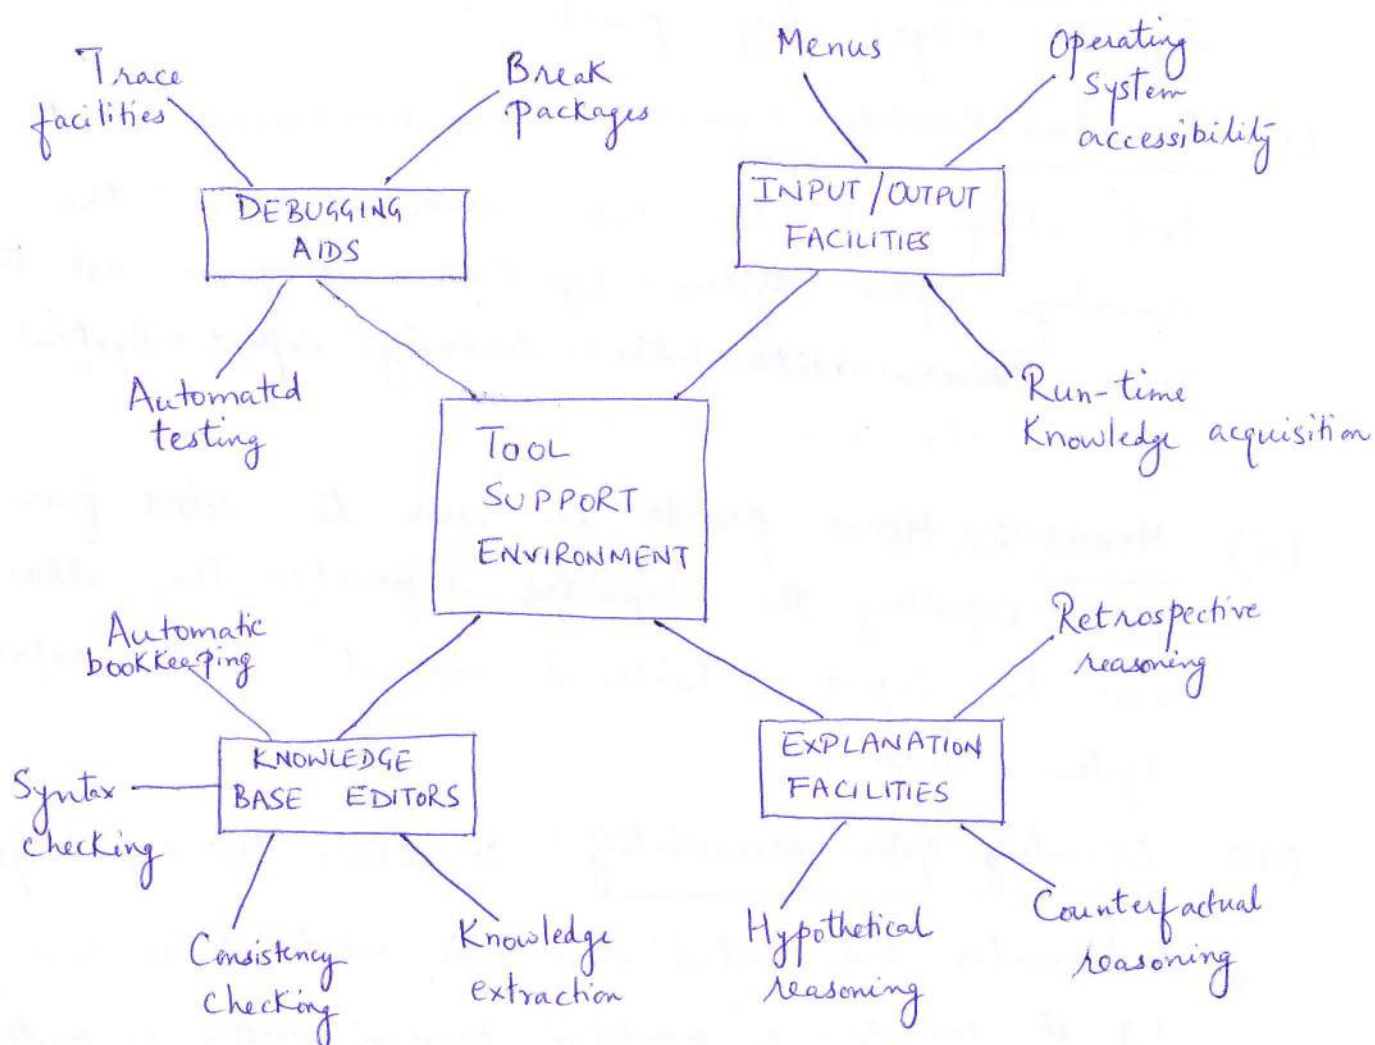 Trace
facilities
Break
packages
Menus
Operating
System
accessibility
DEBUGGING
AIDS
INPUT/OUTPUT
FACILITIES
Automated
testing
Run-time
Knowledge acquisition
TOOL
SUPPORT
ENVIRONMENT
Automatic
bookkeeping
Retrospective
reasoning
KNOWLEDGE
BASE EDITORS
EXPLANATION
FACILITIES
Syntax
checking
Consistency
checking
Knowledge
extraction
Hypothetical
reasoning
Counterfactual
reasoning